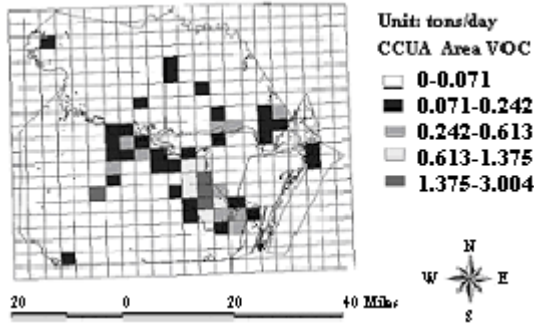 Unit: tons/day
CCUA Area VOC
0-0.071
0.071-0.242
0.242-0.613
0.613-1.375
1.375-3.004
N
W E
S
20 0 20 40 Miles